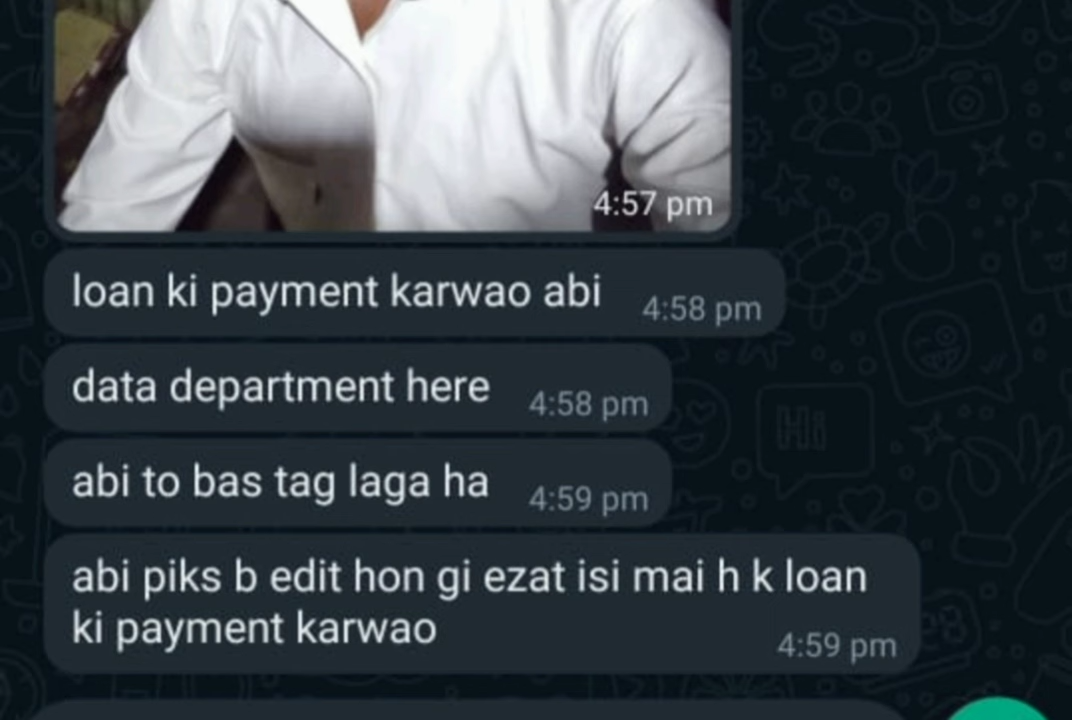 4:57 pm
loan ki payment karwao abi 4:58 pm
data department here 4:58 pm
abi to bas tag laga ha 4:59 pm
abi piks b edit hon gi ezat isi mai h k loan
ki payment karwao 4:59 pm
Hi